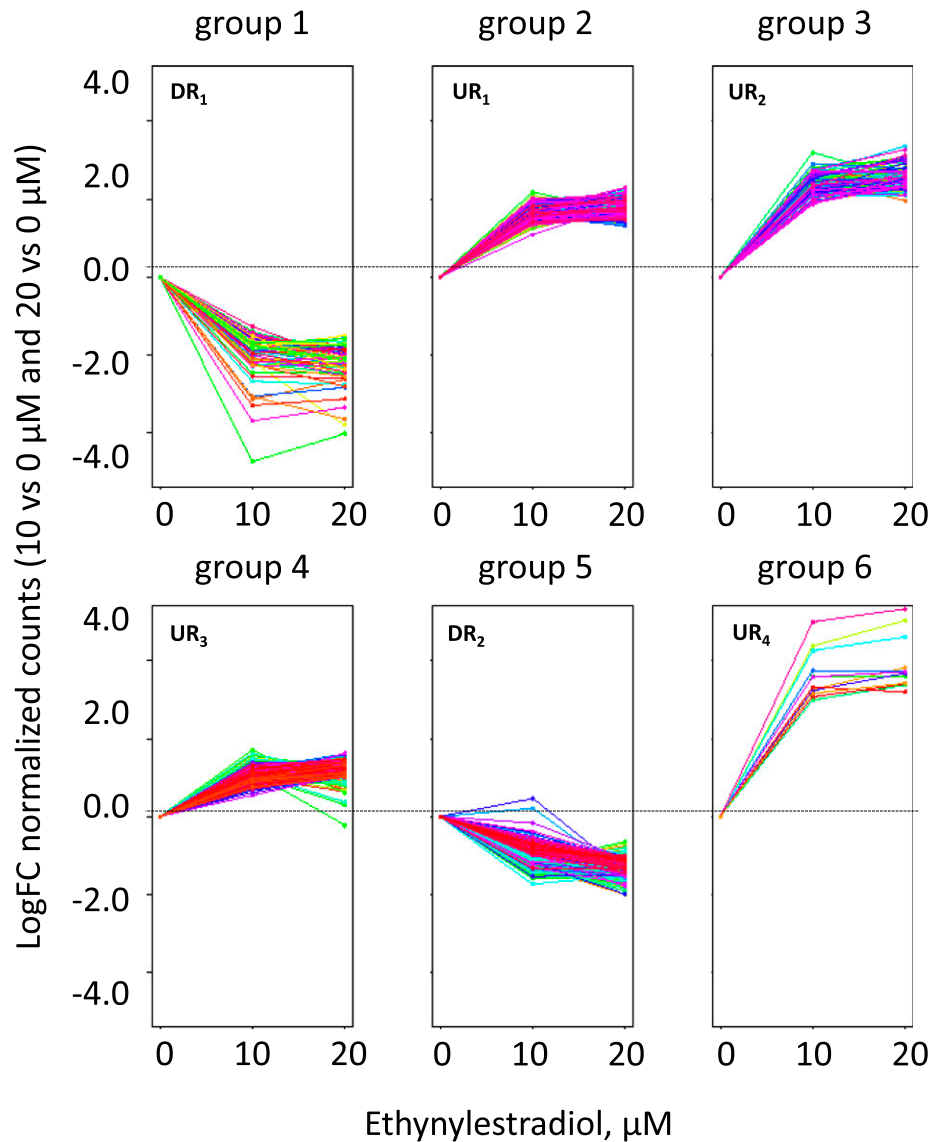 group 1
group 2
group 3
LogFC normalized counts (10 vs 0 µM and 20 vs 0 µM)
4.0
2.0
0.0
-2.0
-4.0
DR1
UR1
UR2
0 10 20
0 10 20
0 10 20
group 4
group 5
group 6
4.0
2.0
0.0
-2.0
-4.0
UR3
DR2
UR4
0 10 20
0 10 20
0 10 20
Ethynylestradiol, µM